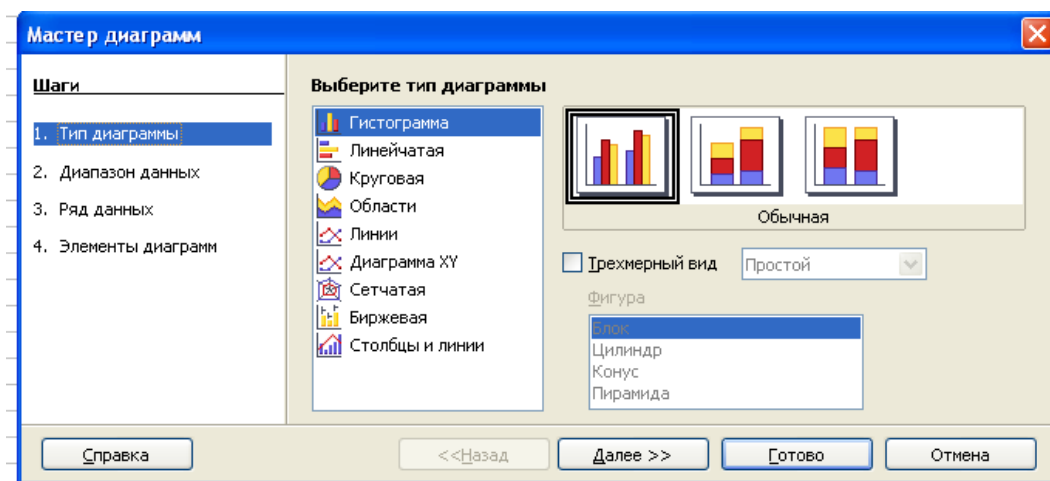 Мастер диаграмм
Шаги
1. Тип диаграммы
2. Диапазон данных
3. Ряд данных
4. Элементы диаграмм
Выберите тип диаграммы
Гистограмма
Линейчатая
Круговая
Области
Линии
Диаграмма XY
Сетчатая
Биржевая
Столбцы и линии
Обычная
Трехмерный вид
Простой
Фигура
Блок
Цилиндр
Конус
Пирамида
Справка
<<Назад
Далее >>
Готово
Отмена